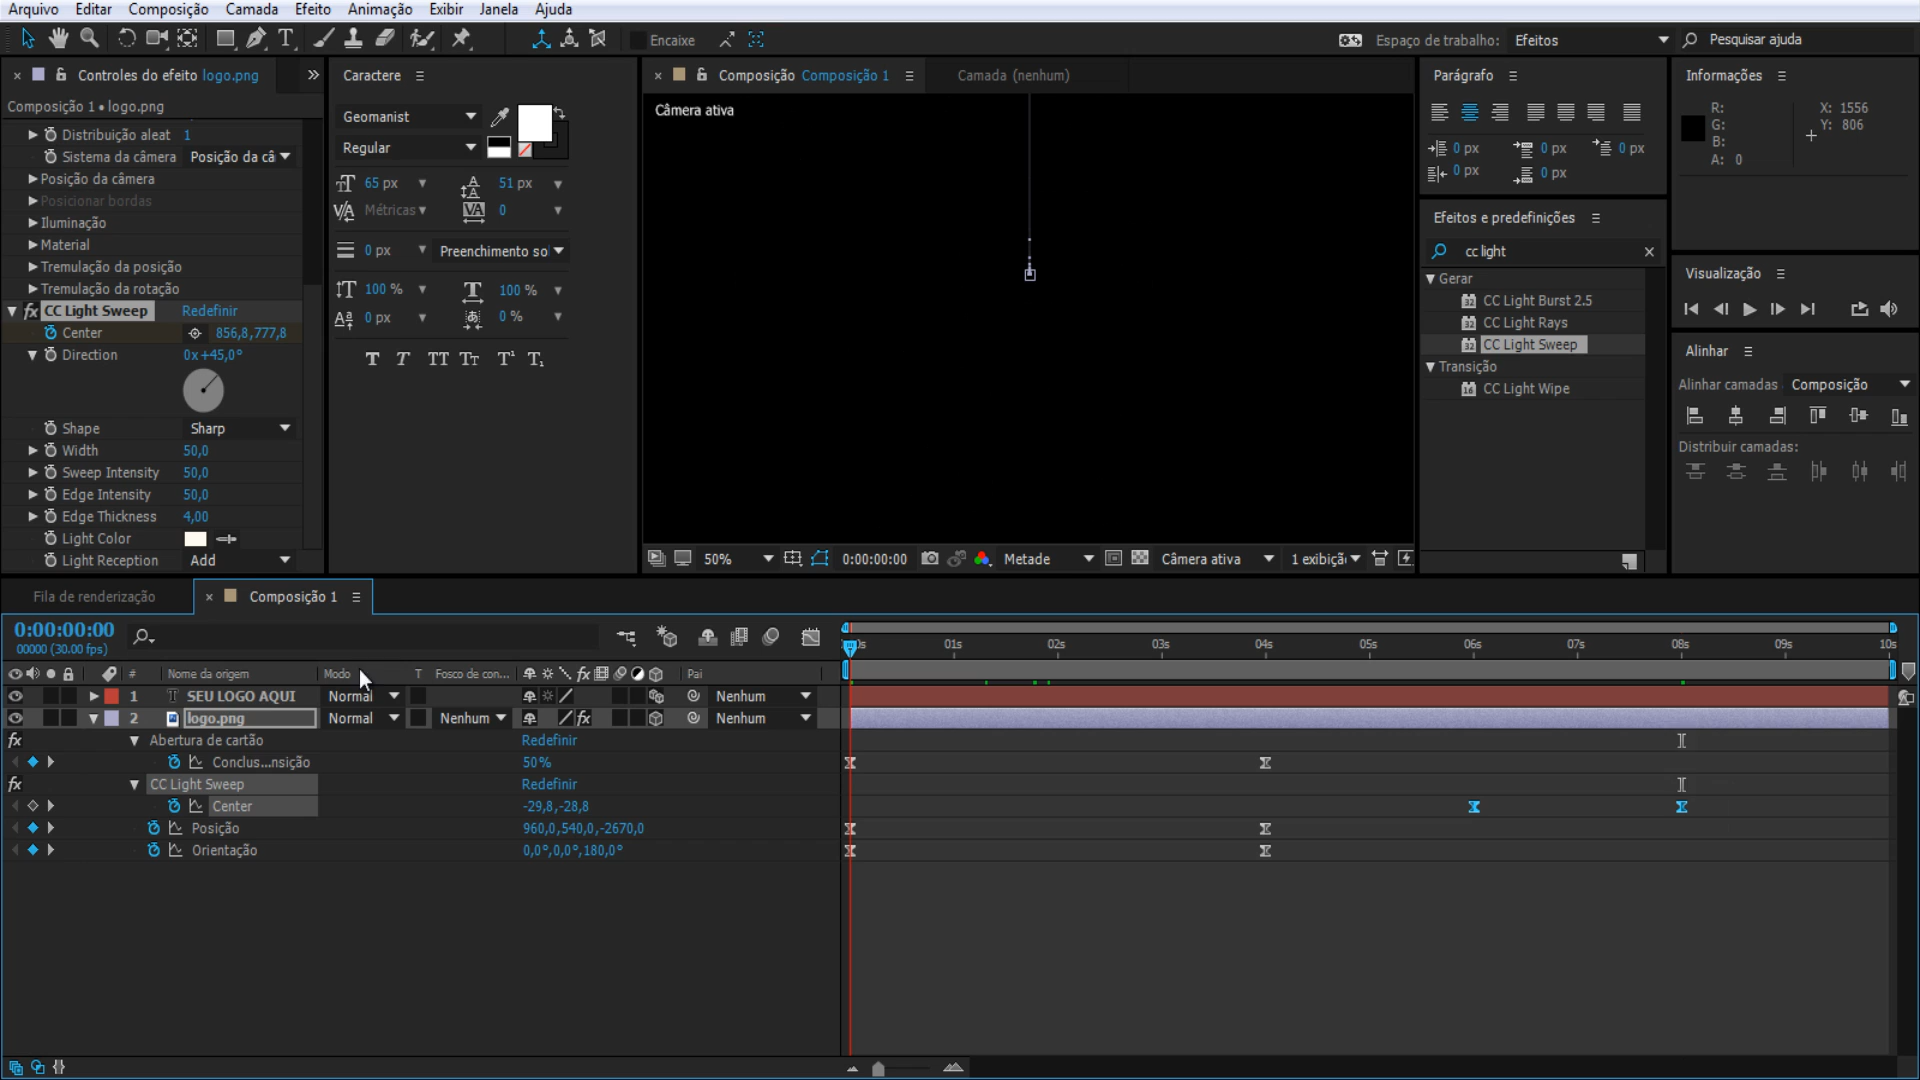 Arquivo Editar Composição Camada Efeito Animação Exibir Janela Ajuda
Encaixe Espaço de trabalho: Efeitos Pesquisar ajuda
Controles do efeito logo.png
Composição 1 • logo.png
Distribuição aleat 1
Sistema da câmera Posição da câ
Posição da câmera
Posicionar bordas
Iluminação
Material
Tremulação da posição
Tremulação da rotação
CC Light Sweep Redefinir
Center 856,8,777,8
Direction 0x+45,0°
Shape Sharp
Width 50,0
Sweep Intensity 50,0
Edge Intensity 50,0
Edge Thickness 4,00
Light Color
Light Reception Add
Caractere
Geomanist
Regular
65 px 51 px
Métricas 0
0 px Preenchimento so
100 % 100 %
0 px 0 %
Composição Composição 1 Camada (nenhum)
Câmera ativa
50% 0:00:00:00 Metade Câmera ativa 1 exibiçã
Parágrafo
0 px 0 px 0 px
0 px 0 px
Efeitos e predefinições
cc light
Gerar
CC Light Burst 2.5
CC Light Rays
CC Light Sweep
Transição
CC Light Wipe
Informações
R: X: 1556
G: Y: 806
B:
A: 0
Visualização
Alinhar
Alinhar camadas Composição
Distribuir camadas:
Fila de renderização Composição 1
0:00:00:00
00000 (30.00 fps)
0s 01s 02s 03s 04s 05s 06s 07s 08s 09s 10s
# Nome da origem Modo T Fosco de con... Pai
1 T SEU LOGO AQUI Normal Nenhum
2 logo.png Normal Nenhum Nenhum
Abertura de cartão Redefinir
Conclus...nsição 50%
CC Light Sweep Redefinir
Center -29,8,-28,8
Posição 960,0,540,0,-2670,0
Orientação 0,0°,0,0°,180,0°